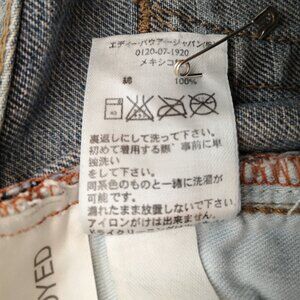 エディー・バウアージャパン㈱
0120-07-1920
メキシコ製
綿 100%
裏返しにして洗って下さい。
初めて着用する際 事前に単
独洗い
をして下さい。
同系色のものと一緒に洗濯が
可能です。
濡れたまま放置しないで下さい。
アイロンがけは出来ません。
OYED